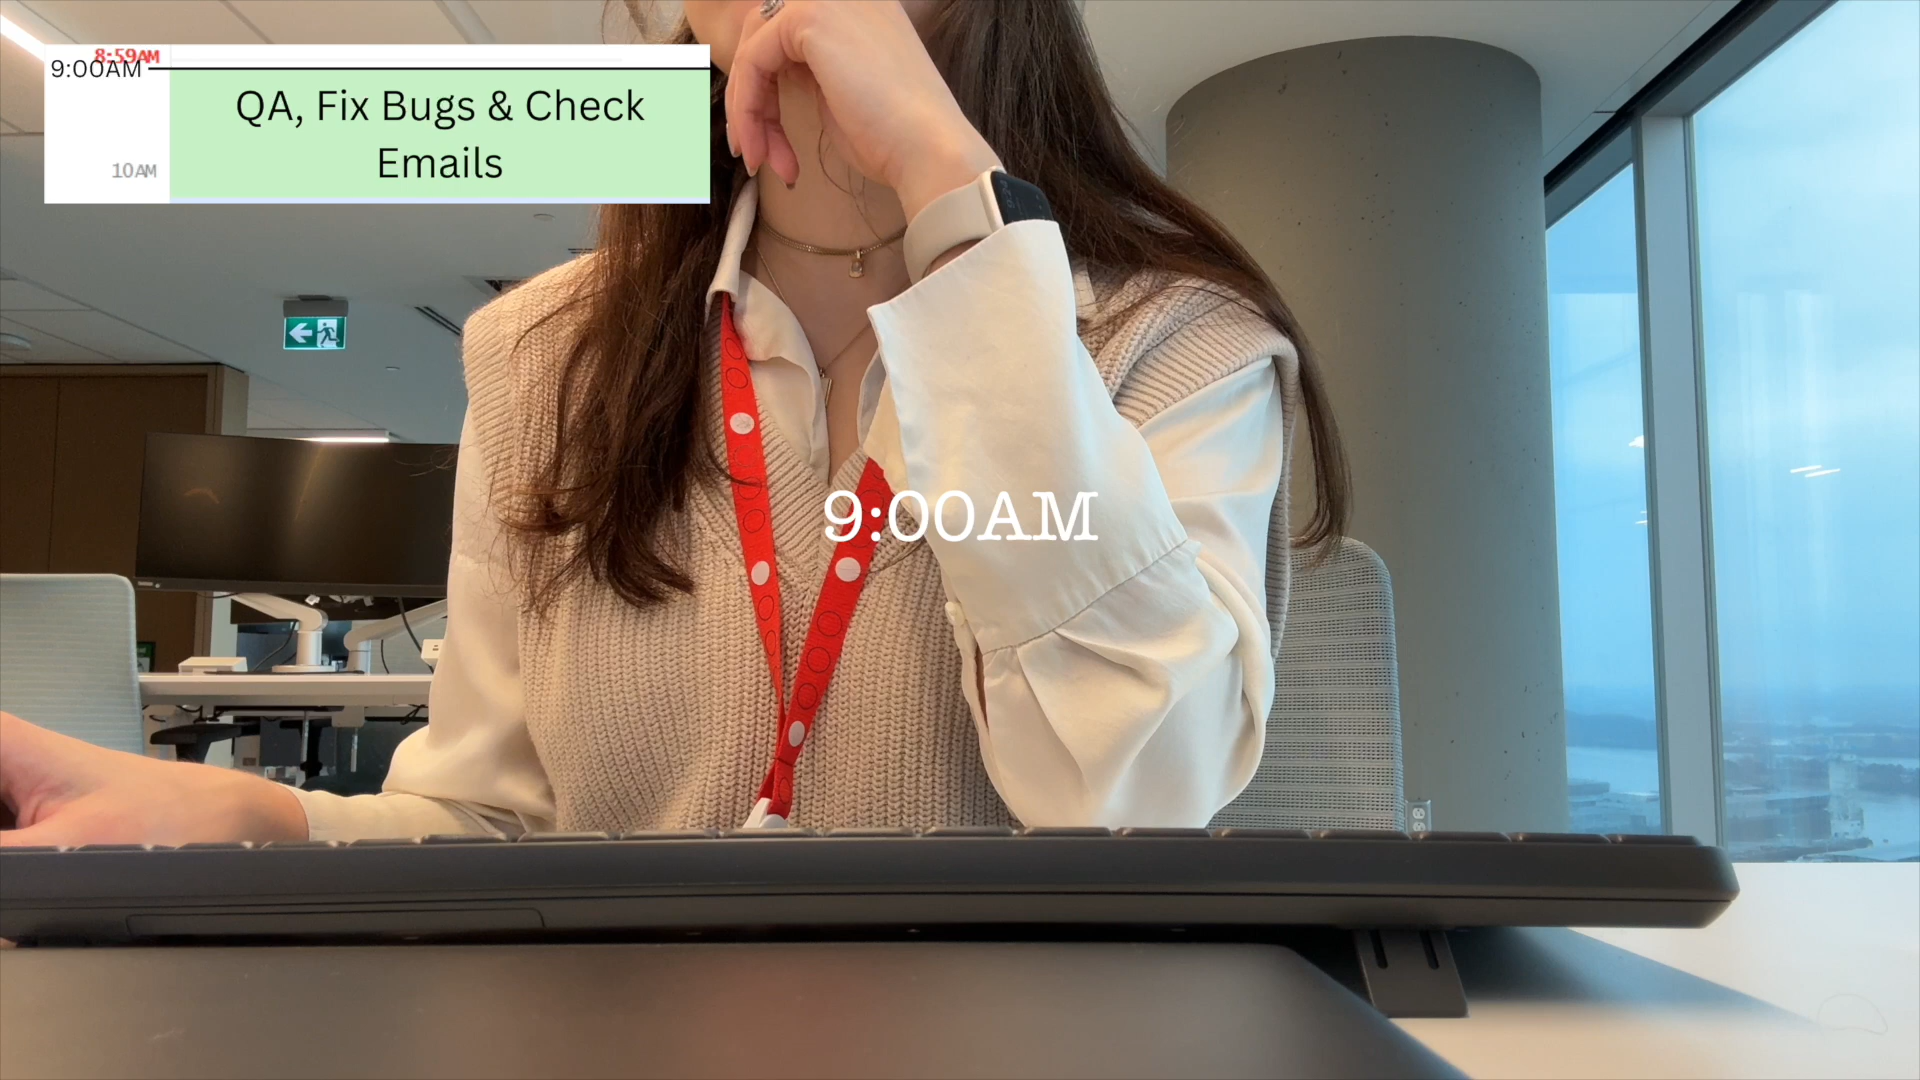 8:59AM
9:00AM
QA, Fix Bugs & Check
Emails
10AM
9:00AM